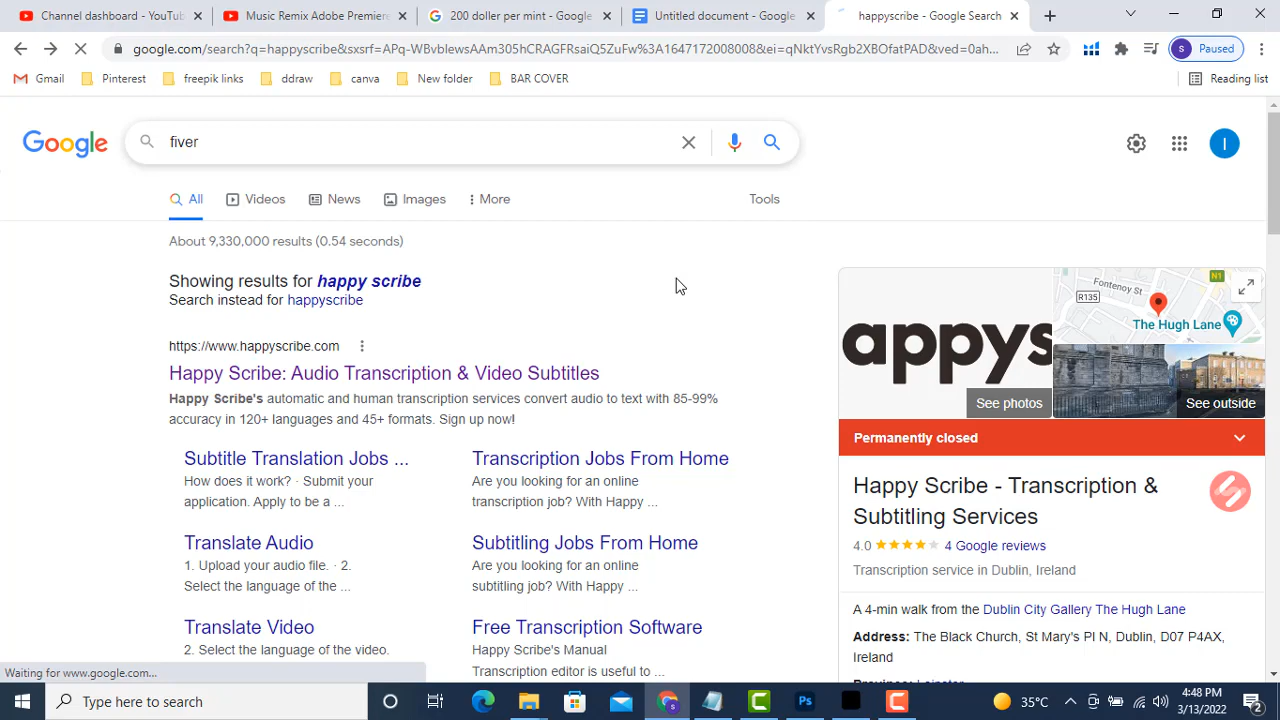 Channel dashboard - YouTu
Music Remix Adobe Premiere
200 doller per mint - Google
Untitled document - Google
happyscribe - Google Search
google.com/search?q=happyscribe&sxsrf=APq-WBvblewsAAm305hCRAGFRsaiQ5ZuFw%3A1647172008008&ei=qNktYvsRgb2XBOfatPAD&ved=0ah...
Paused
Gmail
Pinterest
freepik links
ddraw
canva
New folder
BAR COVER
Reading list
Google
fiver
All
Videos
News
Images
More
Tools
About 9,330,000 results (0.54 seconds)
Showing results for happy scribe
Search instead for happyscribe
https://www.happyscribe.com
Happy Scribe: Audio Transcription & Video Subtitles
Happy Scribe's automatic and human transcription services convert audio to text with 85-99%
accuracy in 120+ languages and 45+ formats. Sign up now!
Subtitle Translation Jobs ...
How does it work? · Submit your
application. Apply to be a ...
Transcription Jobs From Home
Are you looking for an online
transcription job? With Happy ...
Translate Audio
1. Upload your audio file. · 2.
Select the language of the ...
Subtitling Jobs From Home
Are you looking for an online
subtitling job? With Happy ...
Translate Video
2. Select the language of the video.
Free Transcription Software
Happy Scribe's Manual
Transcription editor is useful to ...
appys
See photos
Fontenoy St
R135
N1
The Hugh Lane
See outside
Permanently closed
Happy Scribe - Transcription &
Subtitling Services
4.0
4 Google reviews
Transcription service in Dublin, Ireland
A 4-min walk from the Dublin City Gallery The Hugh Lane
Address: The Black Church, St Mary's Pl N, Dublin, D07 P4AX,
Ireland
Waiting for www.google.com...
Type here to search
Ps
35°C
4:48 PM
3/13/2022
2